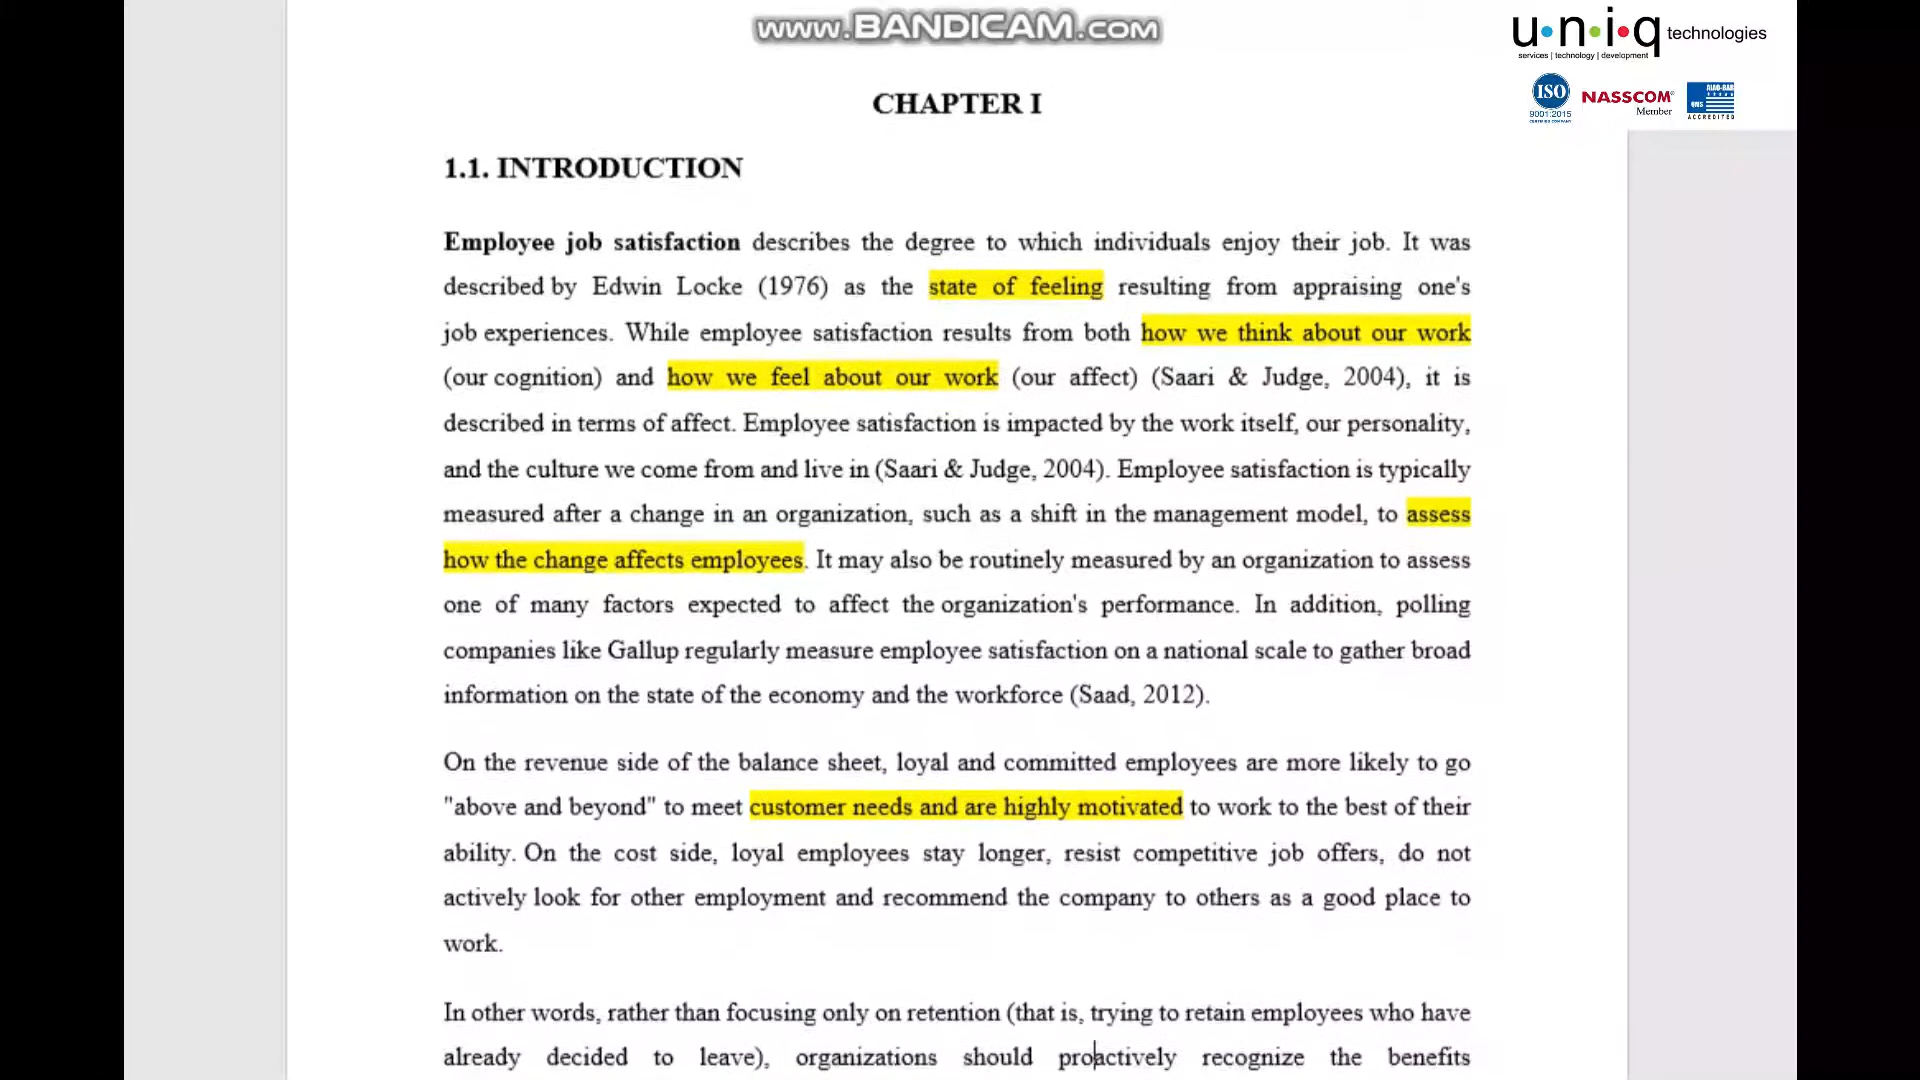 www.BANDICAM.com
u·n·i·q technologies
services | technology | development
ISO
9001:2015
CERTIFIED COMPANY
NASSCOM®
Member
QMS
ACCREDITED
CHAPTER I
1.1. INTRODUCTION
Employee job satisfaction describes the degree to which individuals enjoy their job. It was
described by Edwin Locke (1976) as the state of feeling resulting from appraising one's
job experiences. While employee satisfaction results from both how we think about our work
(our cognition) and how we feel about our work (our affect) (Saari & Judge, 2004), it is
described in terms of affect. Employee satisfaction is impacted by the work itself, our personality,
and the culture we come from and live in (Saari & Judge, 2004). Employee satisfaction is typically
measured after a change in an organization, such as a shift in the management model, to assess
how the change affects employees. It may also be routinely measured by an organization to assess
one of many factors expected to affect the organization's performance. In addition, polling
companies like Gallup regularly measure employee satisfaction on a national scale to gather broad
information on the state of the economy and the workforce (Saad, 2012).
On the revenue side of the balance sheet, loyal and committed employees are more likely to go
"above and beyond" to meet customer needs and are highly motivated to work to the best of their
ability. On the cost side, loyal employees stay longer, resist competitive job offers, do not
actively look for other employment and recommend the company to others as a good place to
work.
In other words, rather than focusing only on retention (that is, trying to retain employees who have
already decided to leave), organizations should proactively recognize the benefits